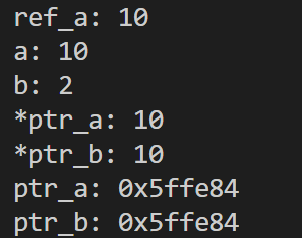 ref_a: 10
a: 10
b: 2
*ptr_a: 10
*ptr_b: 10
ptr_a: 0x5ffe84
ptr_b: 0x5ffe84